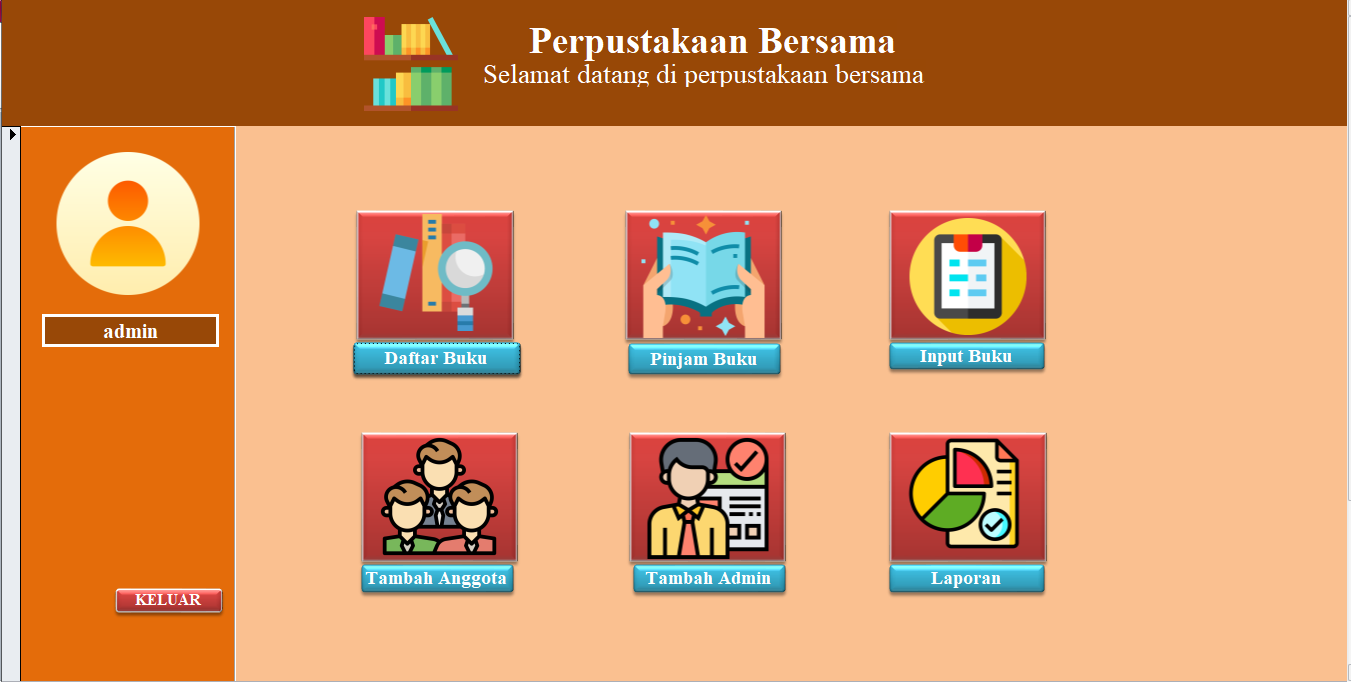 Perpustakaan Bersama
Selamat datang di perpustakaan bersama
admin
Daftar Buku
Pinjam Buku
Input Buku
Tambah Anggota
Tambah Admin
Laporan
KELUAR